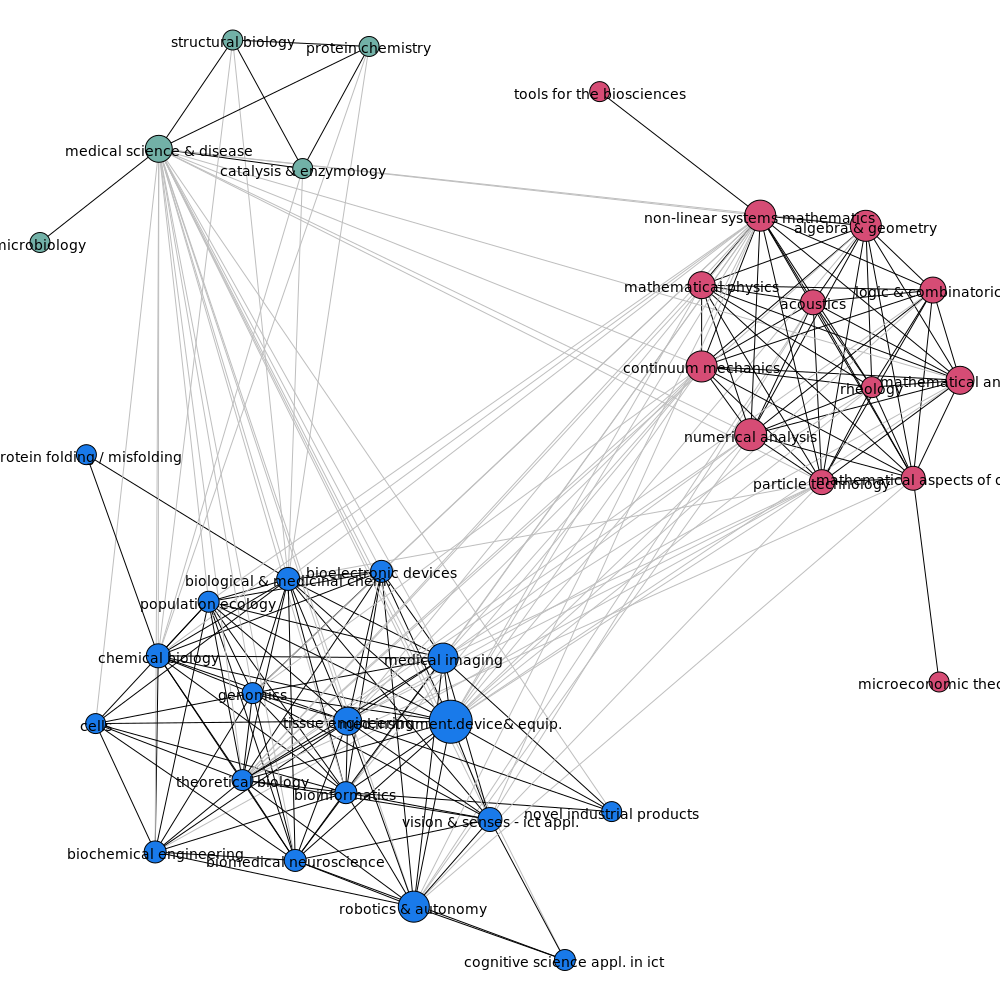 structural biology
protein chemistry
tools for the biosciences
medical science & disease
catalysis & enzymology
non-linear systems mathematics
algebra & geometry
microbiology
mathematical physics
logic & combinatoric
acoustics
continuum mechanics
mathematical an
rheology
numerical analysis
rotein folding / misfolding
mathematical aspects of o
particle technology
bioelectronic devices
biological & medicinal chem.
population ecology
chemical biology
medical imaging
microeconomic theo
genomics
tissue engineering
med.instrument.device& equip.
cells
theoretical biology
bioinformatics
novel industrial products
vision & senses - ict appl.
biochemical engineering
biomedical neuroscience
robotics & autonomy
cognitive science appl. in ict